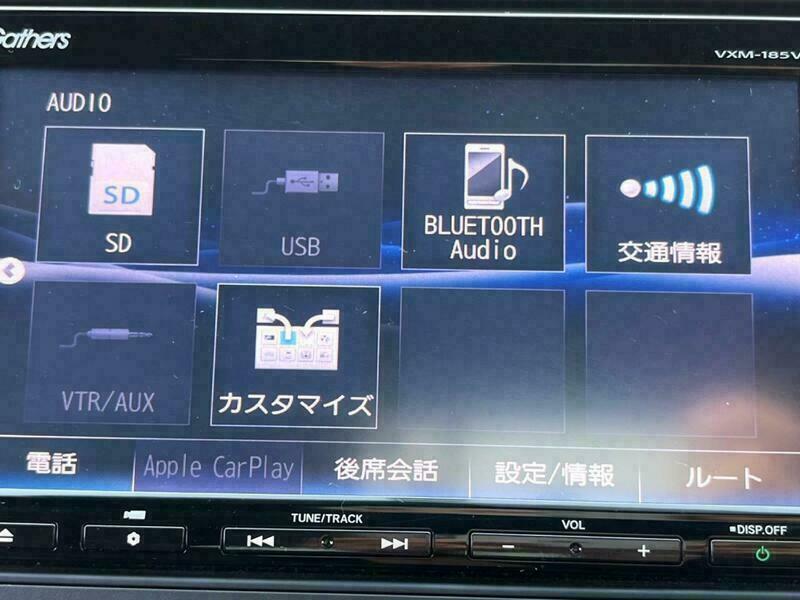 Gathers
VXM-185V
AUDIO
SD
SD
USB
BLUETOOTH
Audio
交通情報
VTR/AUX
カスタマイズ
電話
Apple CarPlay
後席会話
設定/情報
ルート
TUNE/TRACK
VOL
DISP.OFF